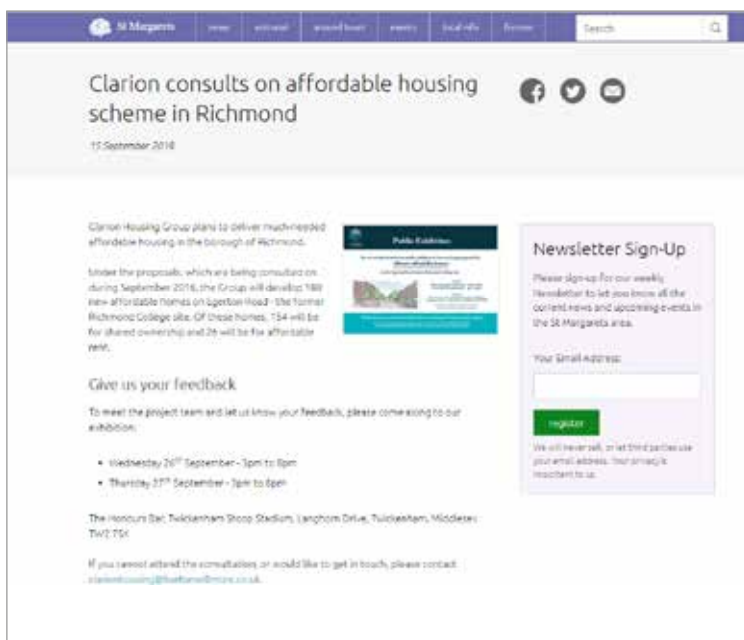 St Margarets news around town events local info
Search
Clarion consults on affordable housing
scheme in Richmond
15 September 2018
Clarion Housing Group plans to deliver much-needed
affordable housing in the borough of Richmond.
Public Exhibition
Under the proposals, which are being consulted on
during September 2018, the Group will develop 180
new affordable homes on Egerton Road - the former
Richmond College site. Of these homes, 154 will be
for shared ownership and 26 will be for affordable
rent.
Give us your feedback
To meet the project team and let us know your feedback, please come along to our
exhibition:
• Wednesday 26th September - 3pm to 8pm
• Thursday 27th September - 3pm to 8pm
The Honours Bar, Twickenham Stoop Stadium, Langhorn Drive, Twickenham, Middlesex
TW2 7SX
If you cannot attend the consultation, or would like to get in touch, please contact
Newsletter Sign-Up
Please sign-up for our weekly
Newsletter to let you know all the
current news and upcoming events in
the St Margarets area.
Your Email Address:
register
We will never sell, or let third parties use
your email address. Your privacy is
important to us.